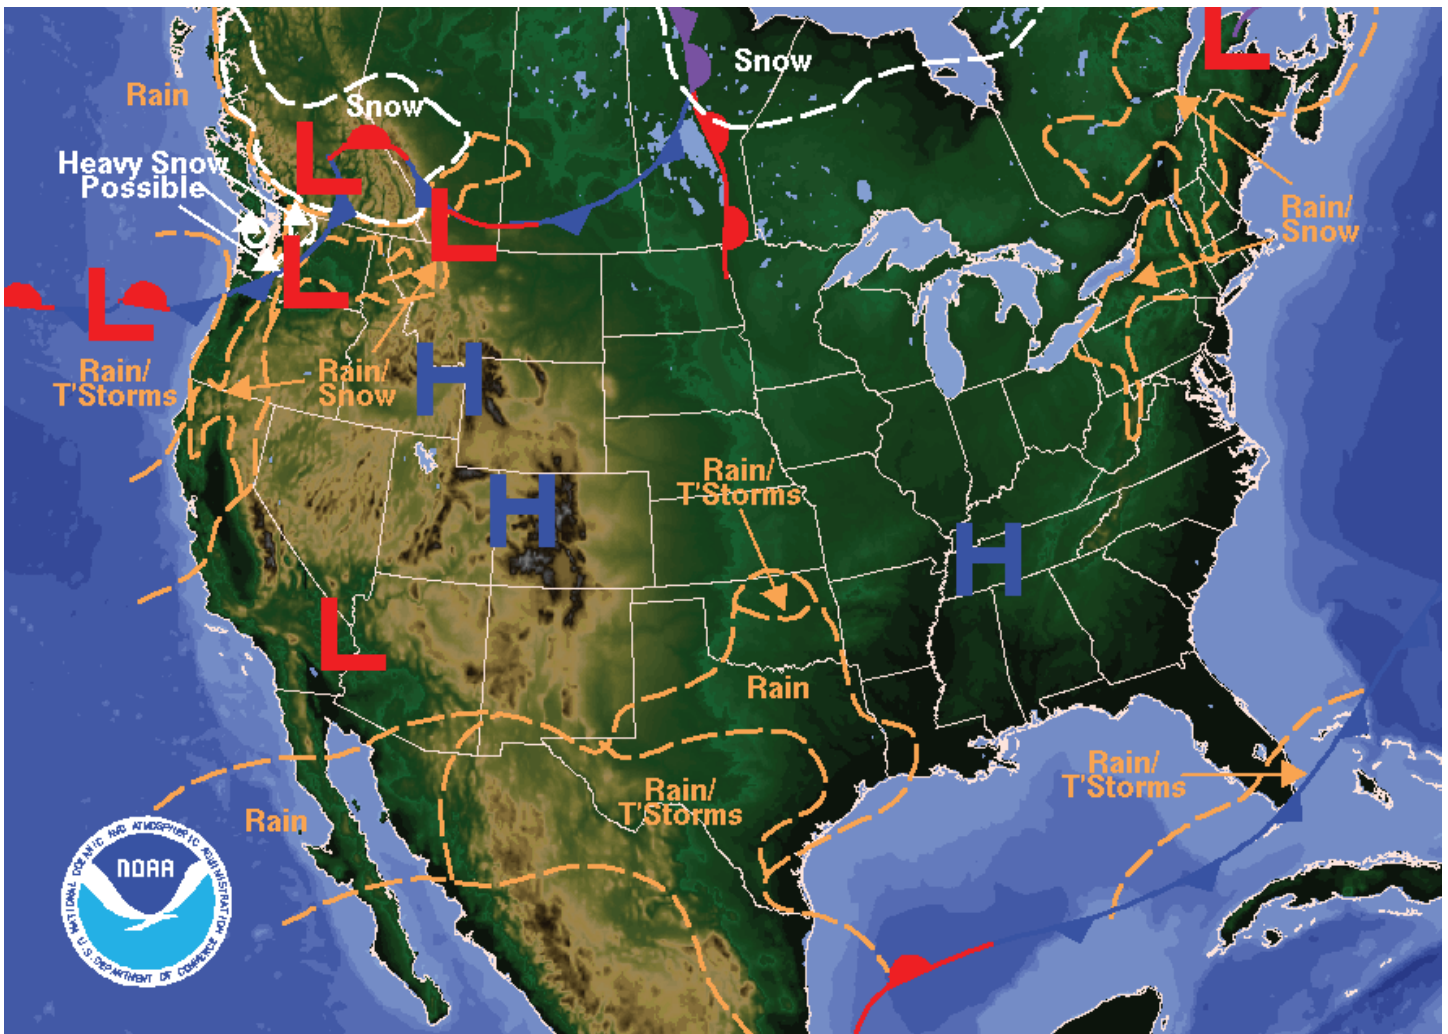 Snow
Rain
Snow
L
L
Heavy Snow
Possible
L
L
L
Rain/
Snow
Rain/
T'Storms
Rain/
Snow
H
Rain/
T'Storms
H
H
L
Rain
Rain/
T'Storms
Rain/
T'Storms
Rain
NATIONAL OCEANIC AND ATMOSPHERIC ADMINISTRATION
NOAA
U.S. DEPARTMENT OF COMMERCE